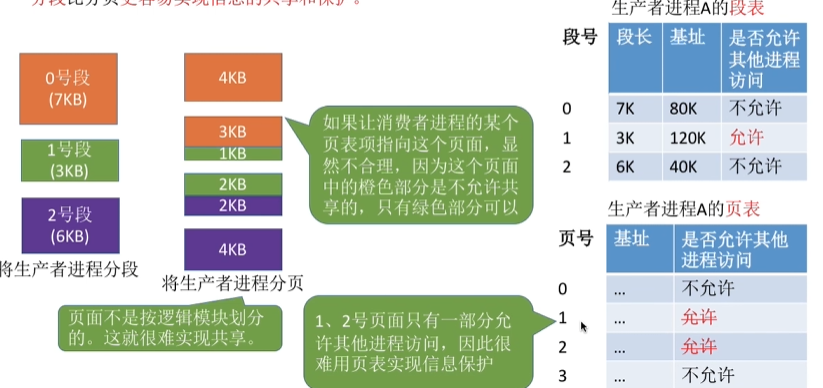 分段比分页更容易实现信息的共享和保护。
0号段
(7KB)
1号段
(3KB)
2号段
(6KB)
将生产者进程分段
4KB
3KB
1KB
2KB
2KB
4KB
将生产者进程分页
如果让消费者进程的某个
页表项指向这个页面，显
然不合理，因为这个页面
中的橙色部分是不允许共
享的，只有绿色部分可以
页面不是按逻辑模块划分
的。这就很难实现共享。
1、2号页面只有一部分允
许其他进程访问，因此很
难用页表实现信息保护
生产者进程A的段表
段号 段长 基址 是否允许
其他进程
访问
0 7K 80K 不允许
1 3K 120K 允许
2 6K 40K 不允许
生产者进程A的页表
页号 基址 是否允许其他
进程访问
0 ... 不允许
1 ... 允许
2 ... 允许
3 ... 不允许